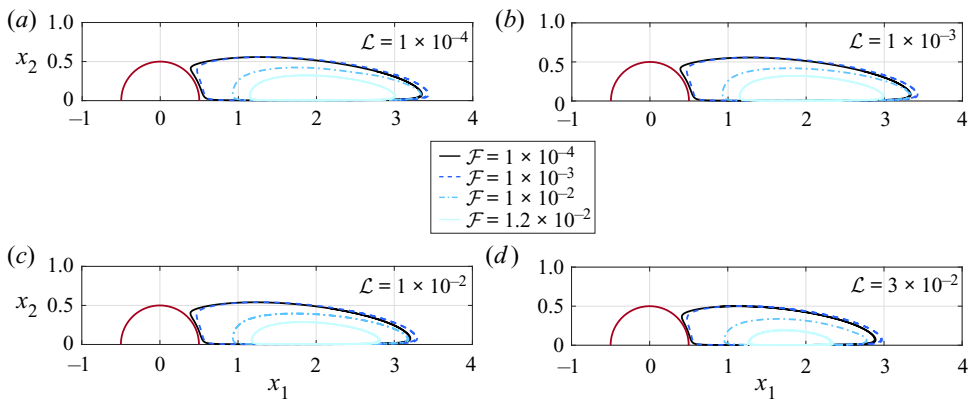 (a)
(b)
1.0
ℒ = 1 × 10⁻⁴
1.0
ℒ = 1 × 10⁻³
x₂ 0.5
0.5
0
0
–1 0 1 2 3 4
–1 0 1 2 3 4
ℱ = 1 × 10⁻⁴
ℱ = 1 × 10⁻³
ℱ = 1 × 10⁻²
ℱ = 1.2 × 10⁻²
(c)
(d)
1.0
ℒ = 1 × 10⁻²
1.0
ℒ = 3 × 10⁻²
x₂ 0.5
0.5
0
0
–1 0 1 2 3 4
–1 0 1 2 3 4
x₁
x₁